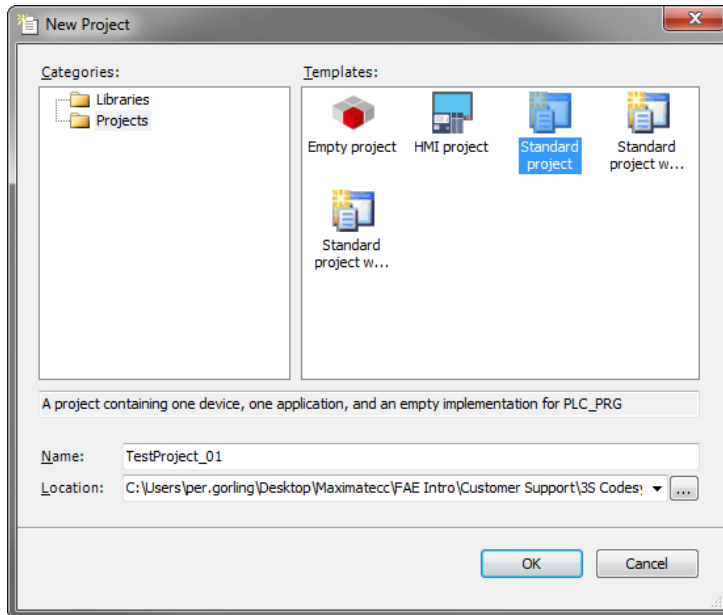 New Project
Categories:
Templates:
Libraries
Projects
Empty project
HMI project
Standard
project
Standard
project w...
Standard
project w...
A project containing one device, one application, and an empty implementation for PLC_PRG
Name:
TestProject_01
Location:
C:\Users\per.gorling\Desktop\Maximatecc\FAE Intro\Customer Support\3S Codesy
...
OK
Cancel